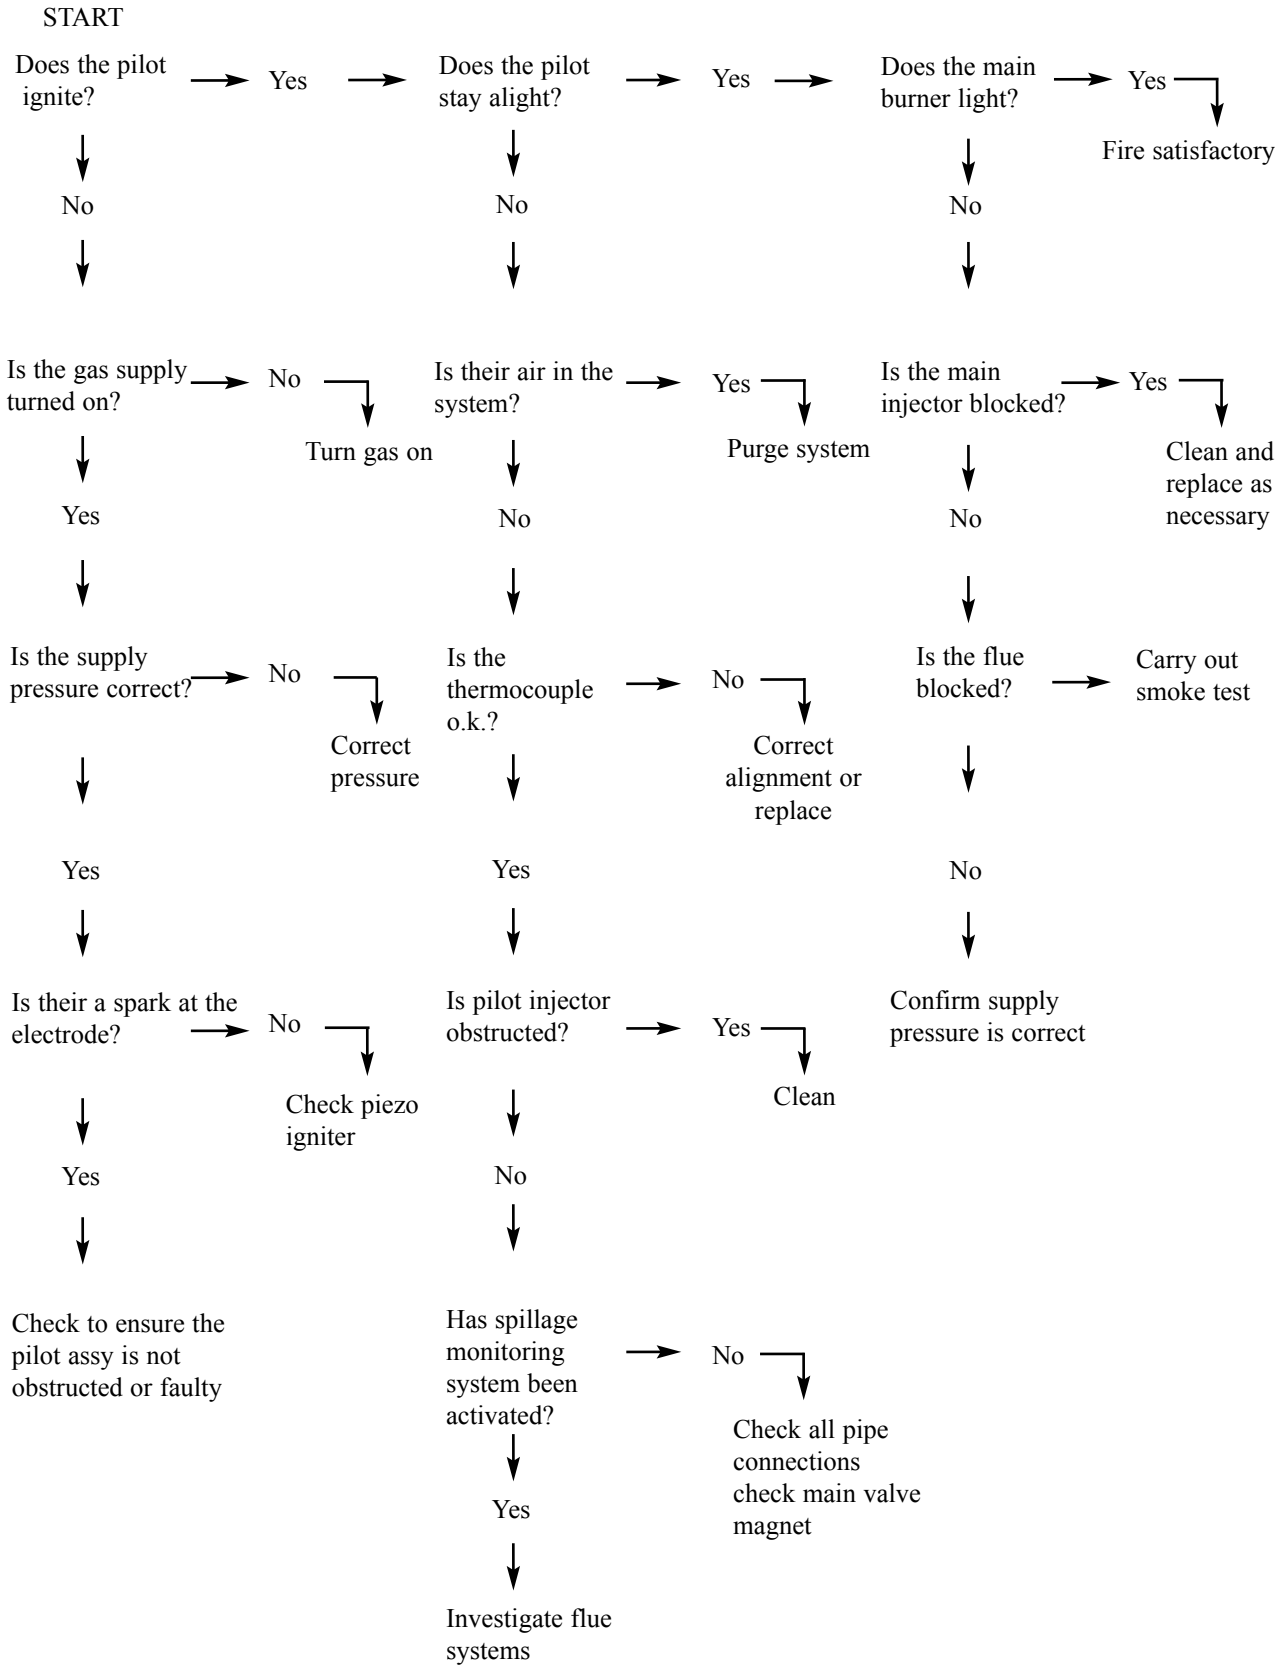 START
Does the pilot
ignite?
Yes
Does the pilot
stay alight?
Yes
Does the main
burner light?
Yes
Fire satisfactory
No
No
No
Is the gas supply
turned on?
No
Turn gas on
Is their air in the
system?
Yes
Purge system
Is the main
injector blocked?
Yes
Clean and
replace as
necessary
Yes
No
No
Is the supply
pressure correct?
No
Correct
pressure
Is the
thermocouple
o.k.?
No
Correct
alignment or
replace
Is the flue
blocked?
Carry out
smoke test
Yes
Yes
No
Is their a spark at the
electrode?
No
Check piezo
igniter
Is pilot injector
obstructed?
Yes
Clean
Confirm supply
pressure is correct
Yes
No
Check to ensure the
pilot assy is not
obstructed or faulty
Has spillage
monitoring
system been
activated?
No
Check all pipe
connections
check main valve
magnet
Yes
Investigate flue
systems